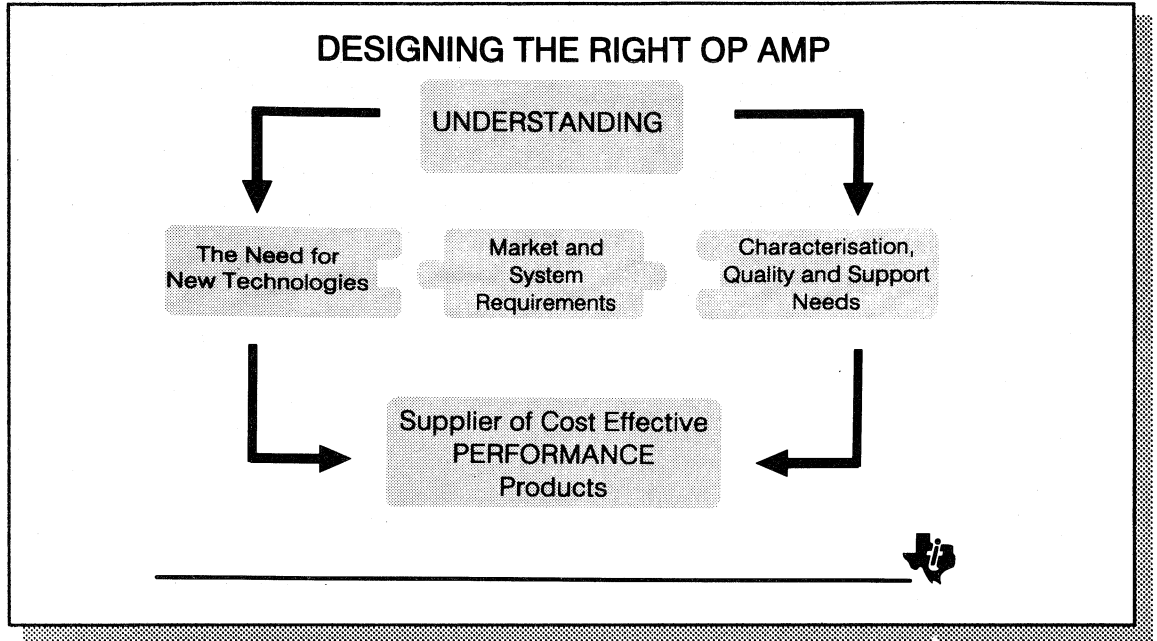 DESIGNING THE RIGHT OP AMP
UNDERSTANDING
The Need for
New Technologies
Market and
System
Requirements
Characterisation,
Quality and Support
Needs
Supplier of Cost Effective
PERFORMANCE
Products